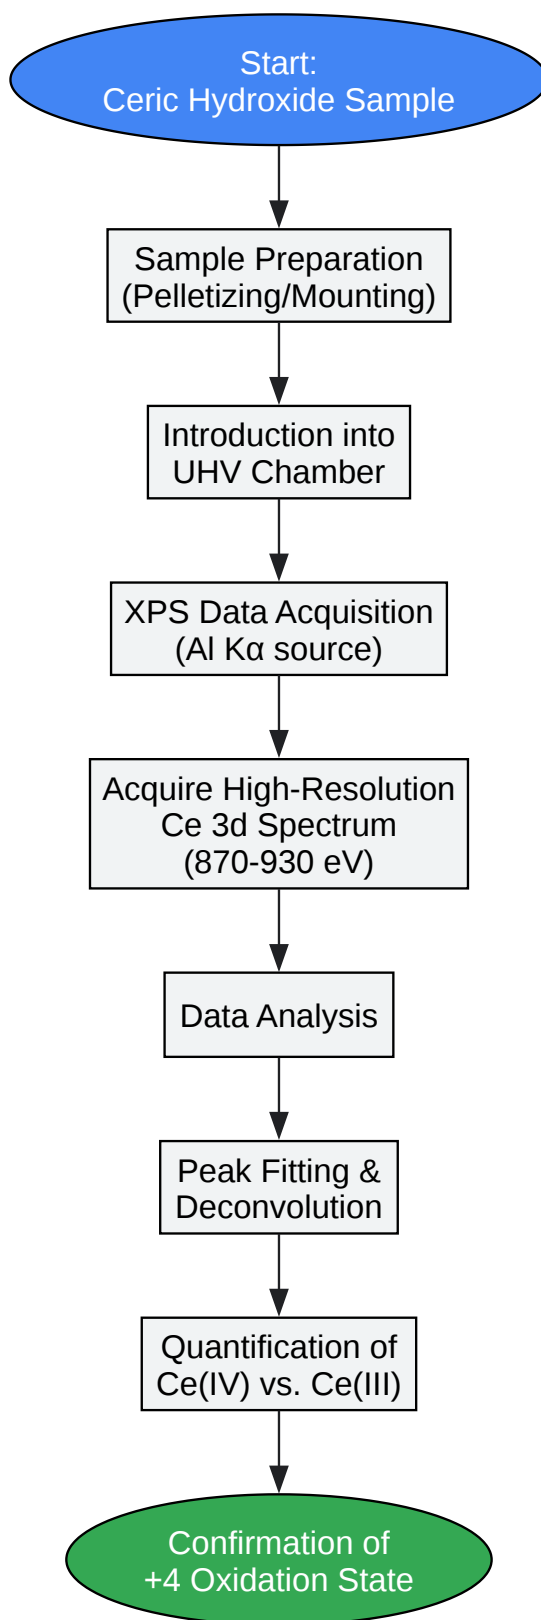 Start:
Ceric Hydroxide Sample
Sample Preparation
(Pelletizing/Mounting)
Introduction into
UHV Chamber
XPS Data Acquisition
(Al Kα source)
Acquire High-Resolution
Ce 3d Spectrum
(870-930 eV)
Data Analysis
Peak Fitting &
Deconvolution
Quantification of
Ce(IV) vs. Ce(III)
Confirmation of
+4 Oxidation State